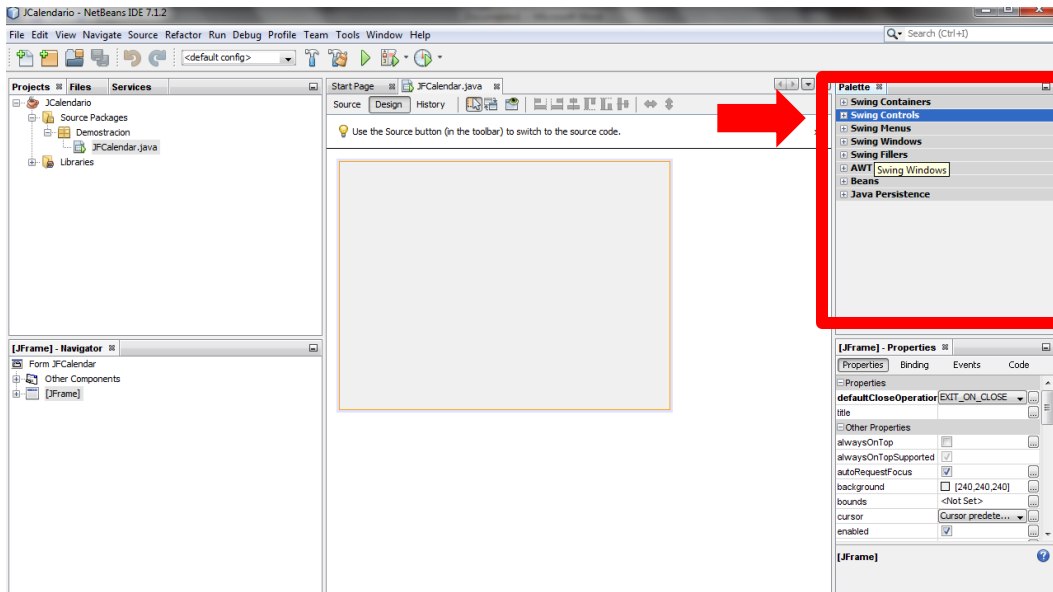 JCalendario - NetBeans IDE 7.1.2
File Edit View Navigate Source Refactor Run Debug Profile Team Tools Window Help
Search (Ctrl+I)
<default config>
Projects Files Services
JCalendario
Source Packages
Demostracion
JFCalendar.java
Libraries
Start Page JFCalendar.java
Source Design History
Use the Source button (in the toolbar) to switch to the source code.
Palette
Swing Containers
Swing Controls
Swing Menus
Swing Windows
Swing Fillers
AWT
Swing Windows
Beans
Java Persistence
[JFrame] - Navigator
Form JFCalendar
Other Components
[JFrame]
[JFrame] - Properties
Properties Binding Events Code
Properties
defaultCloseOperation EXIT_ON_CLOSE
title
Other Properties
alwaysOnTop
alwaysOnTopSupported
autoRequestFocus
background [240,240,240]
bounds <Not Set>
cursor Cursor predete...
enabled
[JFrame]